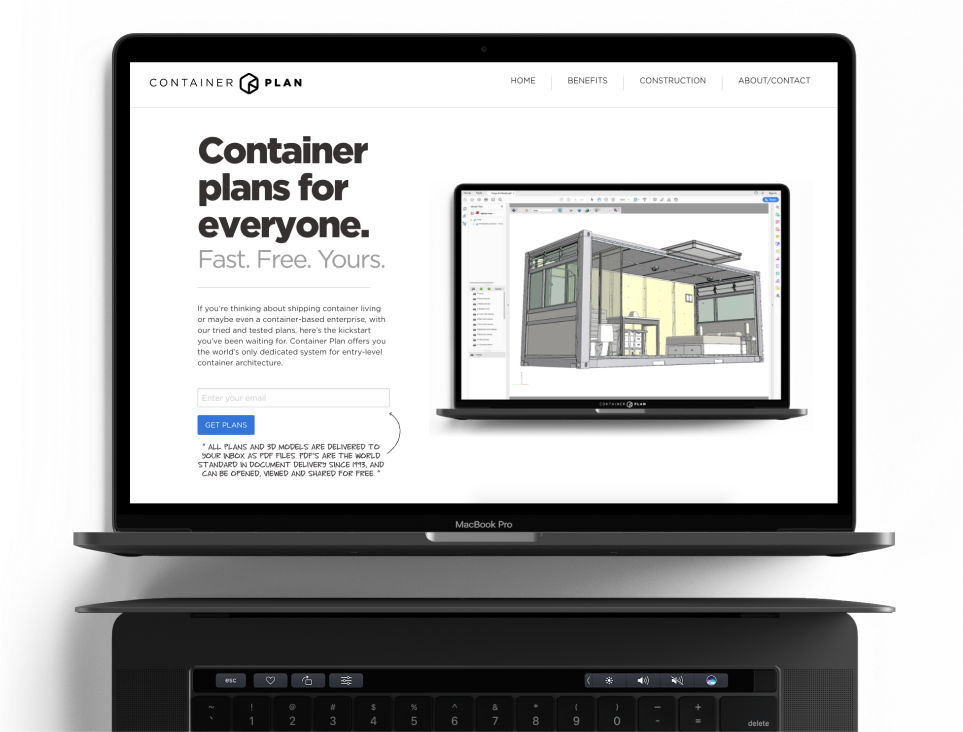 CONTAINER PLAN
HOME
BENEFITS
CONSTRUCTION
ABOUT/CONTACT
Container
plans for
everyone.
Fast. Free. Yours.
If you're thinking about shipping container living
or maybe even a container-based enterprise, with
our tried and tested plans, here's the kickstart
you've been waiting for. Container Plan offers you
the world's only dedicated system for entry-level
container architecture.
Enter your email
GET PLANS
" ALL PLANS AND 3D MODELS ARE DELIVERED TO
YOUR INBOX AS PDF FILES. PDF'S ARE THE WORLD
STANDARD IN DOCUMENT DELIVERY SINCE 1993, AND
CAN BE OPENED, VIEWED AND SHARED FOR FREE. "
CONTAINER PLAN
MacBook Pro
esc
~ ! @ # $ % ^ & * ( ) — +
` 1 2 3 4 5 6 7 8 9 0 - =
delete